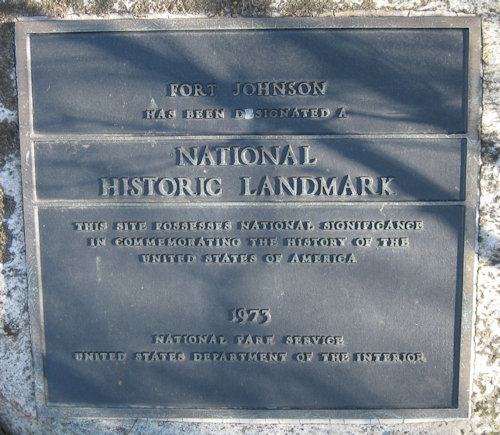 FORT JOHNSON
HAS BEEN DESIGNATED A
NATIONAL
HISTORIC LANDMARK
THIS SITE POSSESSES NATIONAL SIGNIFICANCE
IN COMMEMORATING THE HISTORY OF THE
UNITED STATES OF AMERICA
1973
NATIONAL PARK SERVICE
UNITED STATES DEPARTMENT OF THE INTERIOR